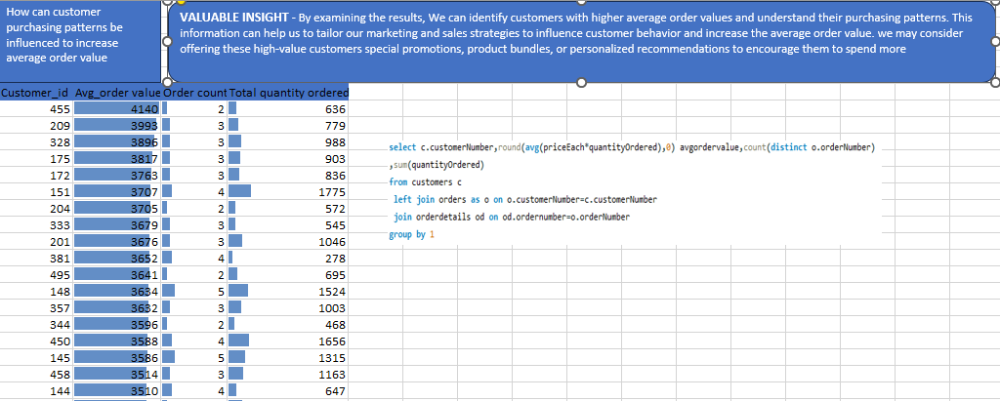 How can customer
purchasing patterns be
influenced to increase
average order value
VALUABLE INSIGHT - By examining the results, We can identify customers with higher average order values and understand their purchasing patterns. This
information can help us to tailor our marketing and sales strategies to influence customer behavior and increase the average order value. we may consider
offering these high-value customers special promotions, product bundles, or personalized recommendations to encourage them to spend more
Customer_id Avg_order value Order count Total quantity ordered
455 4140 2 636
209 3993 3 779
328 3896 3 988
175 3817 3 903
172 3763 3 836
151 3707 4 1775
204 3705 2 572
333 3679 3 545
201 3676 3 1046
381 3652 4 278
495 3641 2 695
148 3634 5 1524
357 3632 3 1003
344 3596 2 468
450 3588 4 1656
145 3586 5 1315
458 3514 3 1163
144 3510 4 647
select c.customerNumber,round(avg(priceEach*quantityOrdered),0) avgordervalue,count(distinct o.orderNumber)
,sum(quantityOrdered)
from customers c
left join orders as o on o.customerNumber=c.customerNumber
join orderdetails od on od.ordernumber=o.orderNumber
group by 1